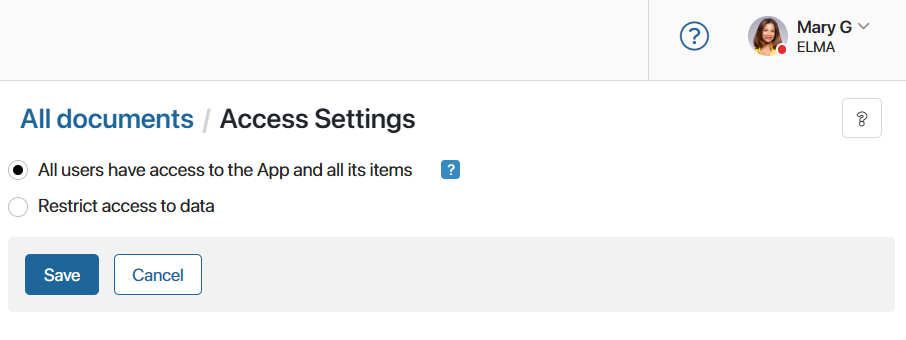 ?
Mary G
ELMA
All documents / Access Settings
?
All users have access to the App and all its items ?
Restrict access to data
Save
Cancel